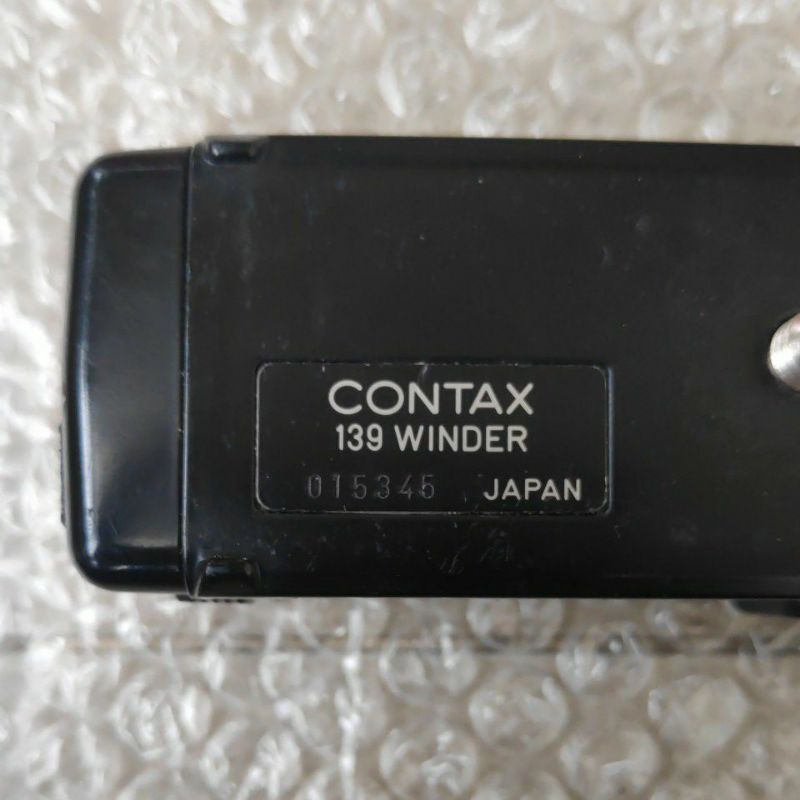 CONTAX
139 WINDER
015345 JAPAN